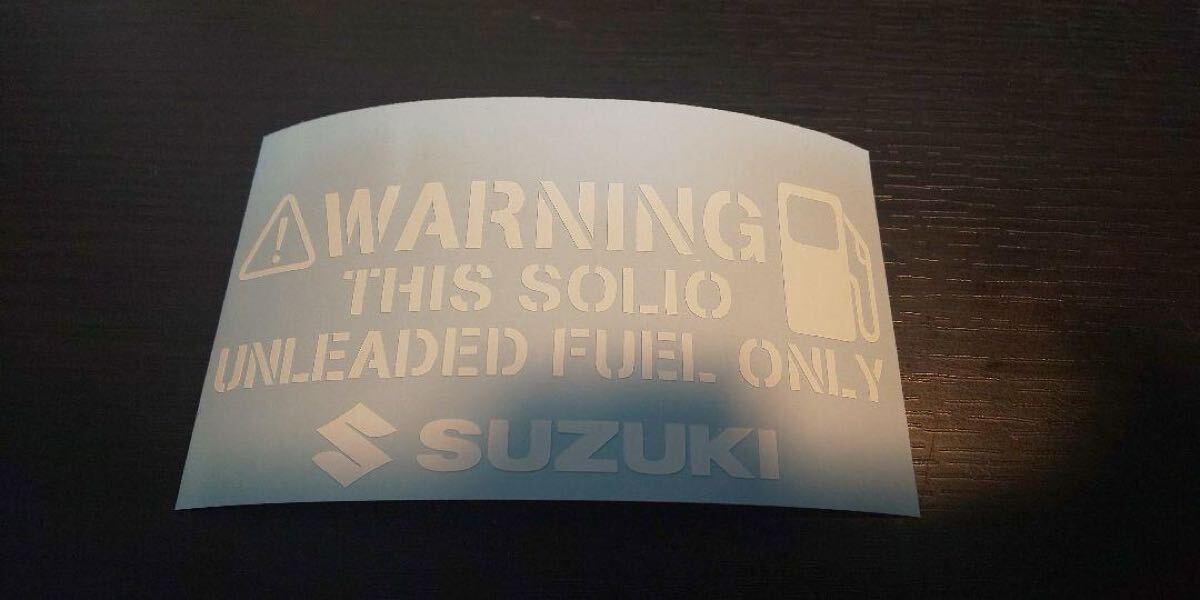 WARNING
THIS SOLIO
UNLEADED FUEL ONLY
SUZUKI